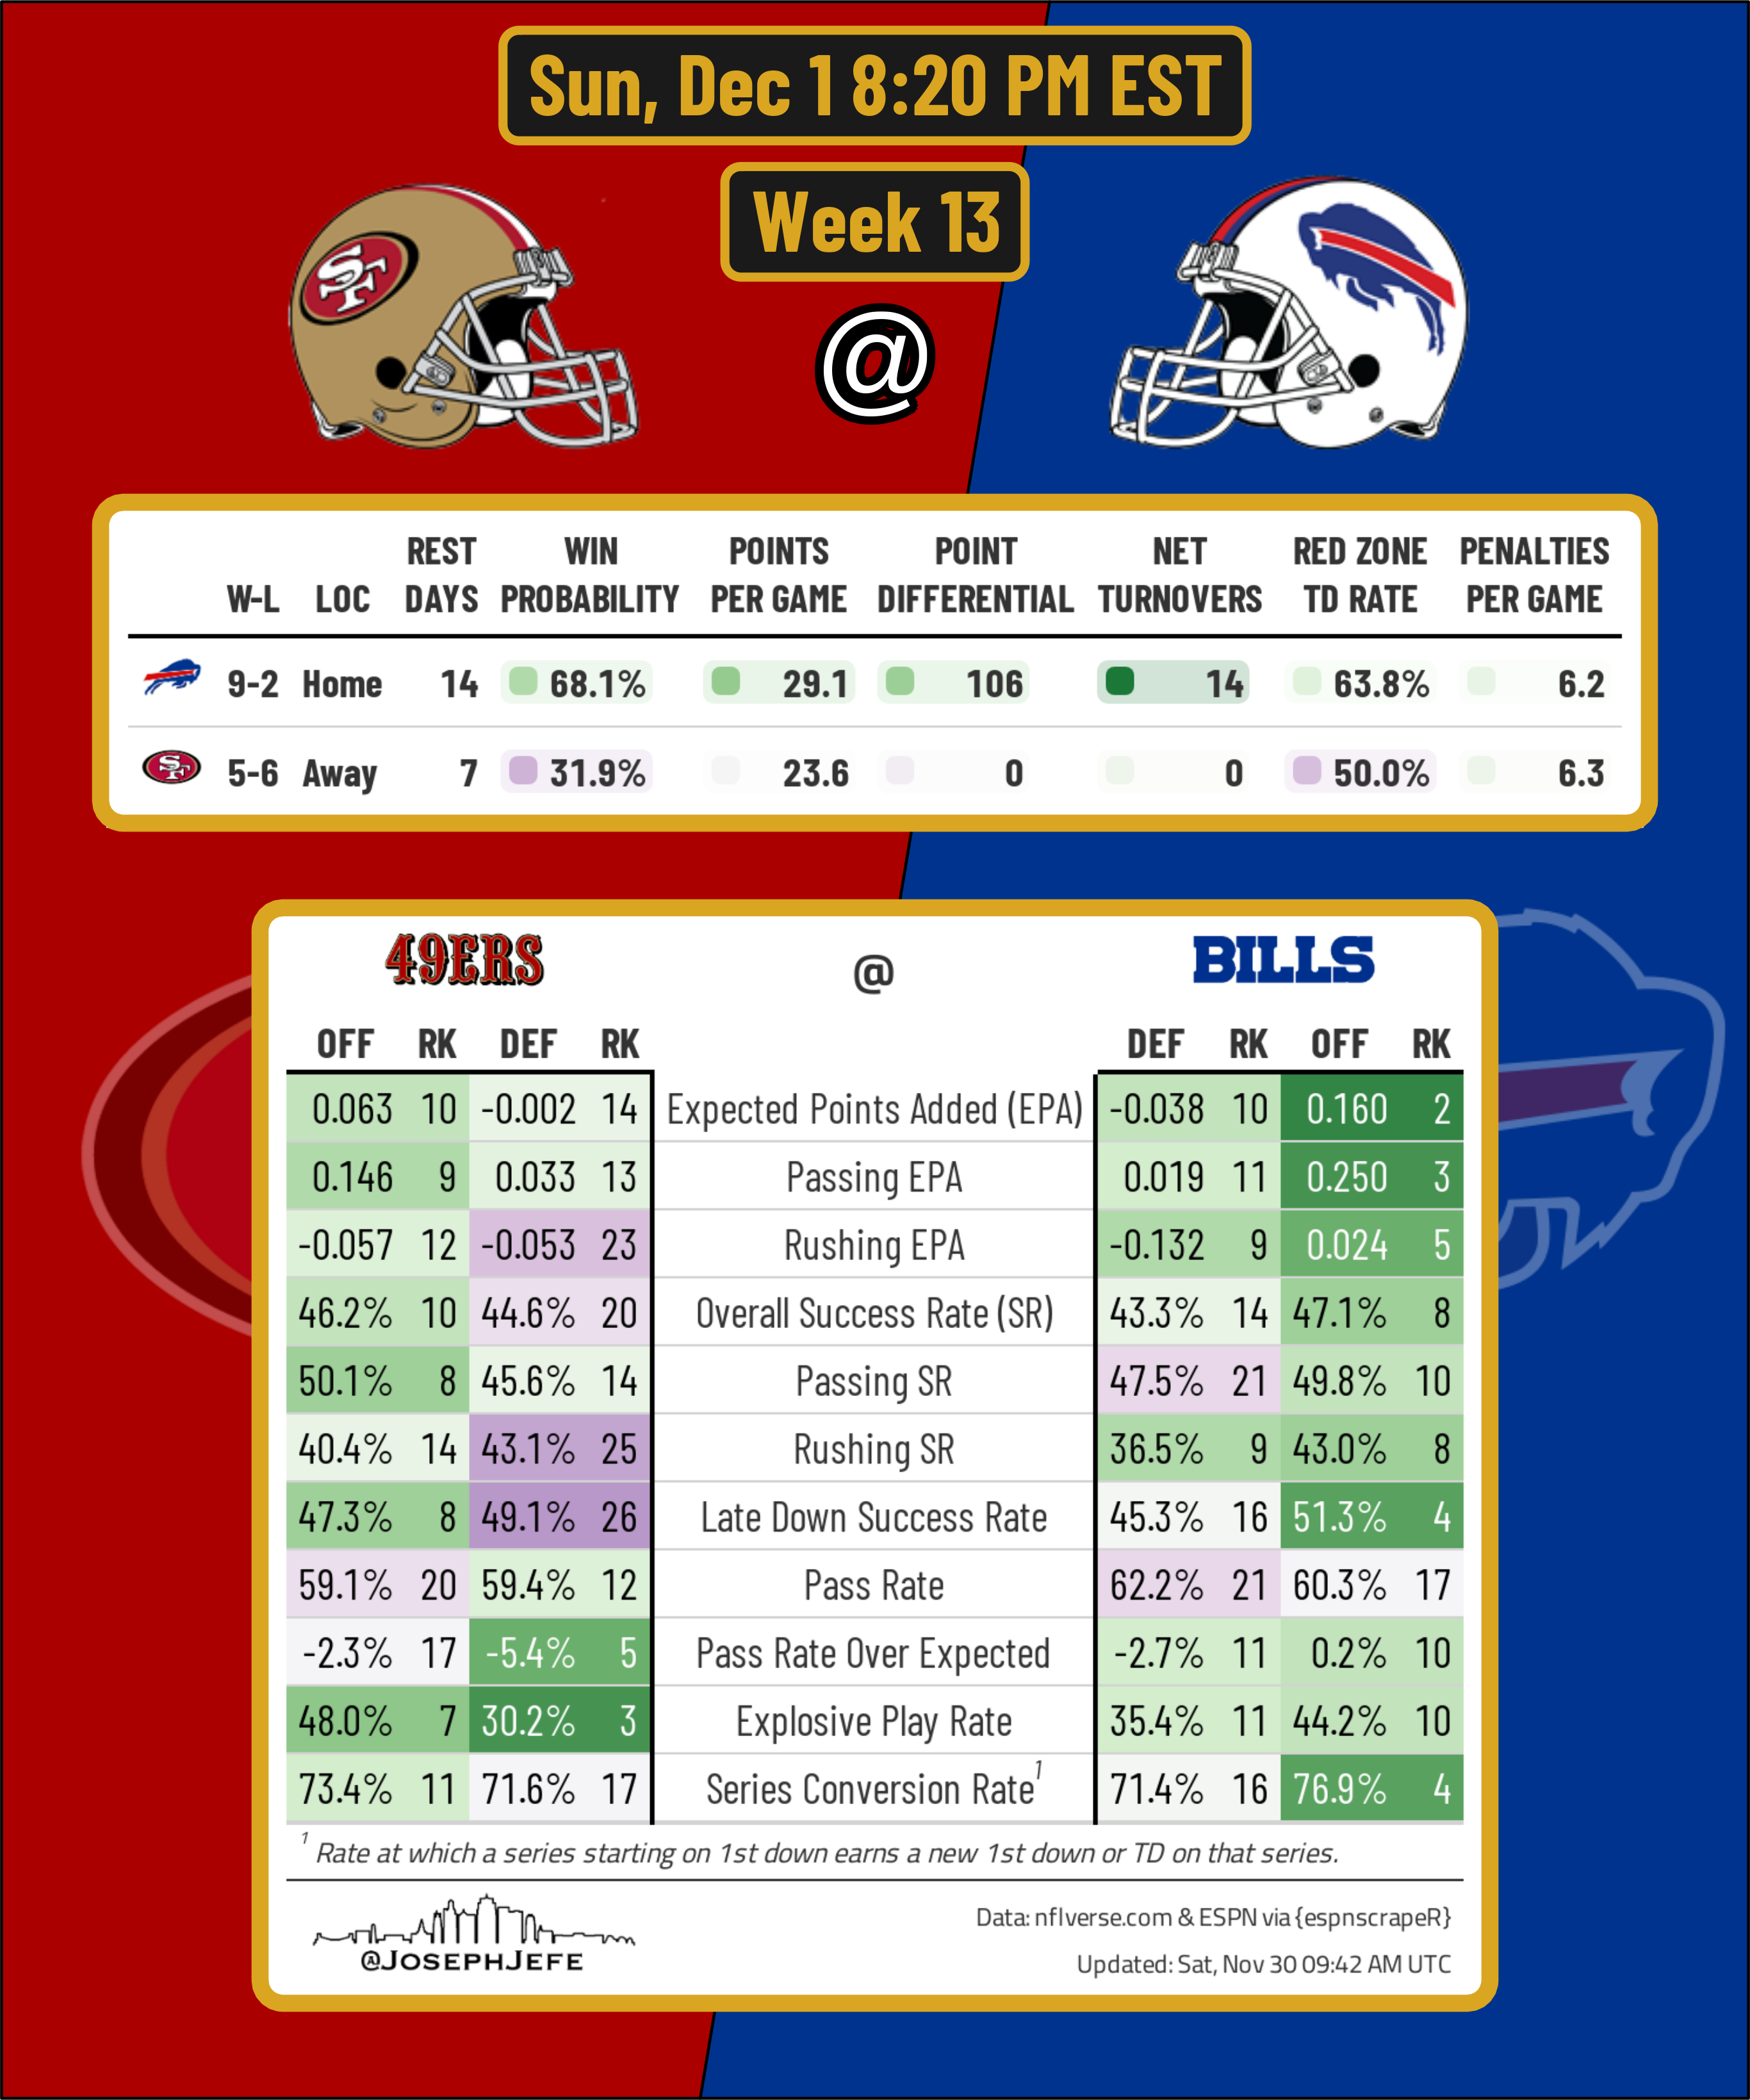 Sun, Dec 1 8:20 PM EST
Week 13
SF
@
REST WIN POINTS POINT NET RED ZONE PENALTIES
W-L LOC DAYS PROBABILITY PER GAME DIFFERENTIAL TURNOVERS TD RATE PER GAME
9-2 Home 14 68.1% 29.1 106 14 63.8% 6.2
SF 5-6 Away 7 31.9% 23.6 0 0 50.0% 6.3
49ERS @ BILLS
OFF RK DEF RK DEF RK OFF RK
0.063 10 -0.002 14 Expected Points Added (EPA) -0.038 10 0.160 2
0.146 9 0.033 13 Passing EPA 0.019 11 0.250 3
-0.057 12 -0.053 23 Rushing EPA -0.132 9 0.024 5
46.2% 10 44.6% 20 Overall Success Rate (SR) 43.3% 14 47.1% 8
50.1% 8 45.6% 14 Passing SR 47.5% 21 49.8% 10
40.4% 14 43.1% 25 Rushing SR 36.5% 9 43.0% 8
47.3% 8 49.1% 26 Late Down Success Rate 45.3% 16 51.3% 4
59.1% 20 59.4% 12 Pass Rate 62.2% 21 60.3% 17
-2.3% 17 -5.4% 5 Pass Rate Over Expected -2.7% 11 0.2% 10
48.0% 7 30.2% 3 Explosive Play Rate 35.4% 11 44.2% 10
73.4% 11 71.6% 17 Series Conversion Rate¹ 71.4% 16 76.9% 4
¹ Rate at which a series starting on 1st down earns a new 1st down or TD on that series.
@JOSEPHJEFE
Data: nflverse.com & ESPN via {espnscrapeR}
Updated: Sat, Nov 30 09:42 AM UTC